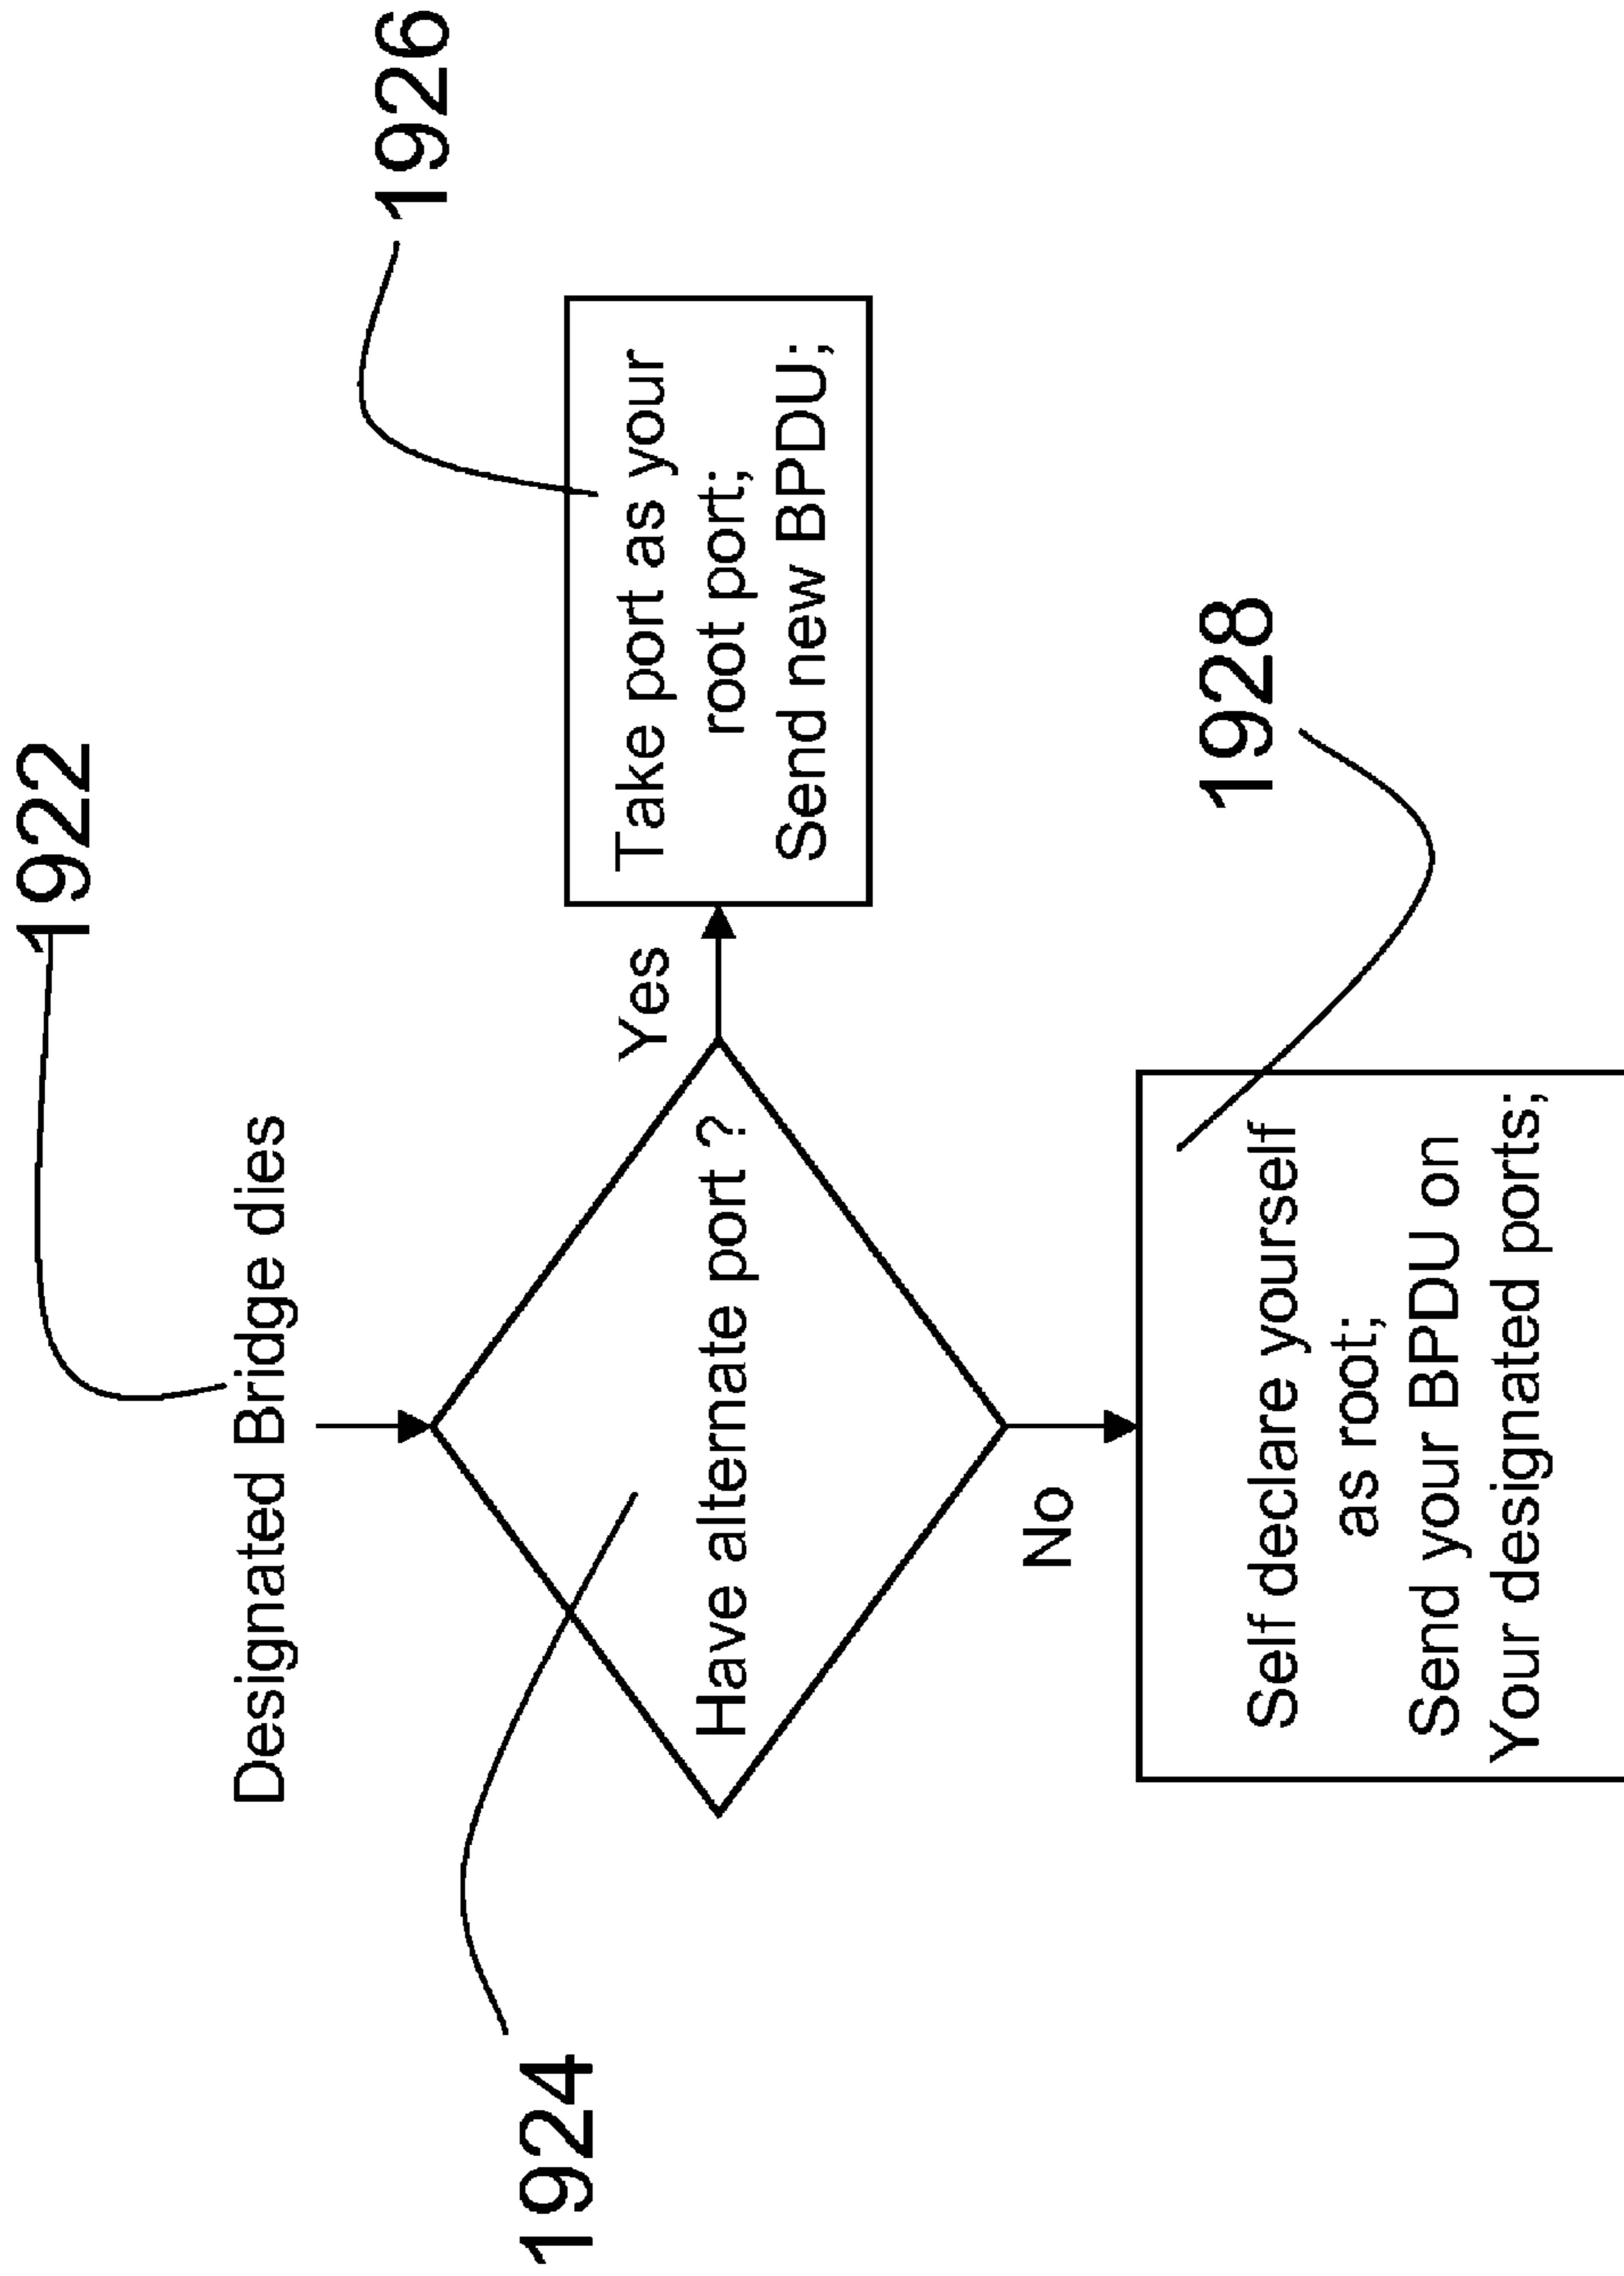 1922
Designated Bridge dies
1924
Have alternate port ?
Yes
1926
Take port as your
root port;
Send new BPDU;
No
1928
Self declare yourself
as root;
Send your BPDU on
Your designated ports;